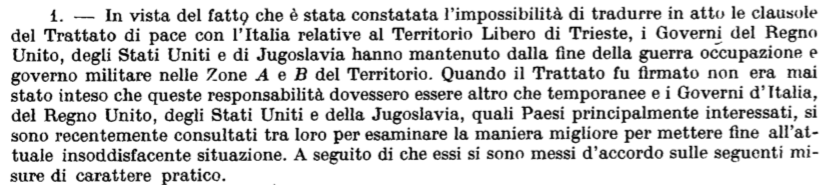 1. — In vista del fatto che è stata constatata l'impossibilità di tradurre in atto le clausole
del Trattato di pace con l'Italia relative al Territorio Libero di Trieste, i Governi del Regno
Unito, degli Stati Uniti e di Jugoslavia hanno mantenuto dalla fine della guerra occupazione e
governo militare nelle Zone A e B del Territorio. Quando il Trattato fu firmato non era mai
stato inteso che queste responsabilità dovessero essere altro che temporanee e i Governi d'Italia,
del Regno Unito, degli Stati Uniti e della Jugoslavia, quali Paesi principalmente interessati, si
sono recentemente consultati tra loro per esaminare la maniera migliore per mettere fine all'at-
tuale insoddisfacente situazione. A seguito di che essi si sono messi d'accordo sulle seguenti mi-
sure di carattere pratico.